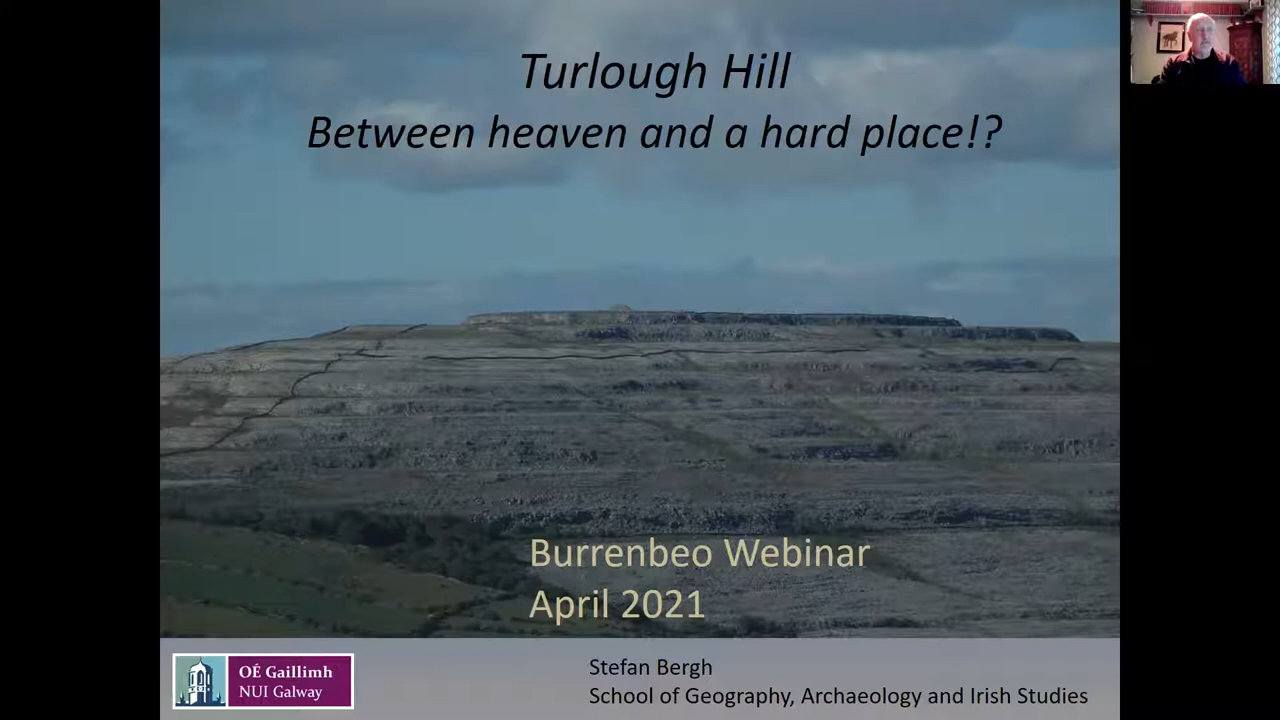 Turlough Hill
Between heaven and a hard place!?
Burrenbeo Webinar
April 2021
OÉ Gaillimh
NUI Galway
Stefan Bergh
School of Geography, Archaeology and Irish Studies